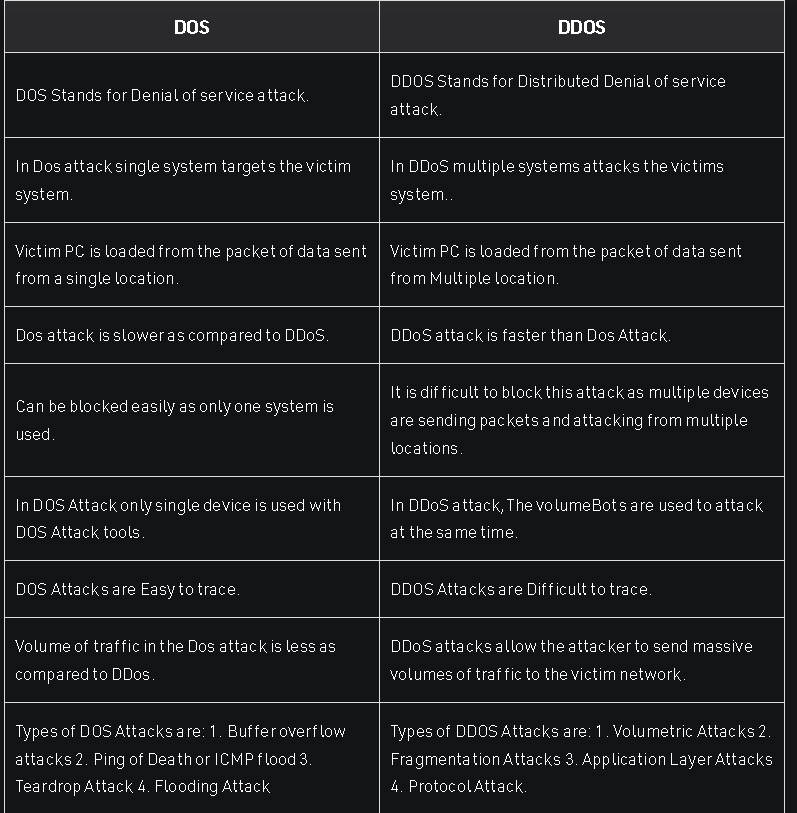 DOS
DDOS
DOS Stands for Denial of service attack.
DDOS Stands for Distributed Denial of service
attack.
In Dos attack single system targets the victim
system.
In DDoS multiple systems attacks the victims
system..
Victim PC is loaded from the packet of data sent
from a single location.
Victim PC is loaded from the packet of data sent
from Multiple location.
Dos attack is slower as compared to DDoS.
DDoS attack is faster than Dos Attack.
Can be blocked easily as only one system is
used.
It is difficult to block this attack as multiple devices
are sending packets and attacking from multiple
locations.
In DOS Attack only single device is used with
DOS Attack tools.
In DDoS attack,The volumeBots are used to attack
at the same time.
DOS Attacks are Easy to trace.
DDOS Attacks are Difficult to trace.
Volume of traffic in the Dos attack is less as
compared to DDos.
DDoS attacks allow the attacker to send massive
volumes of traffic to the victim network.
Types of DOS Attacks are: 1. Buffer overflow
attacks 2. Ping of Death or ICMP flood 3.
Teardrop Attack 4. Flooding Attack
Types of DDOS Attacks are: 1. Volumetric Attacks 2.
Fragmentation Attacks 3. Application Layer Attacks
4. Protocol Attack.